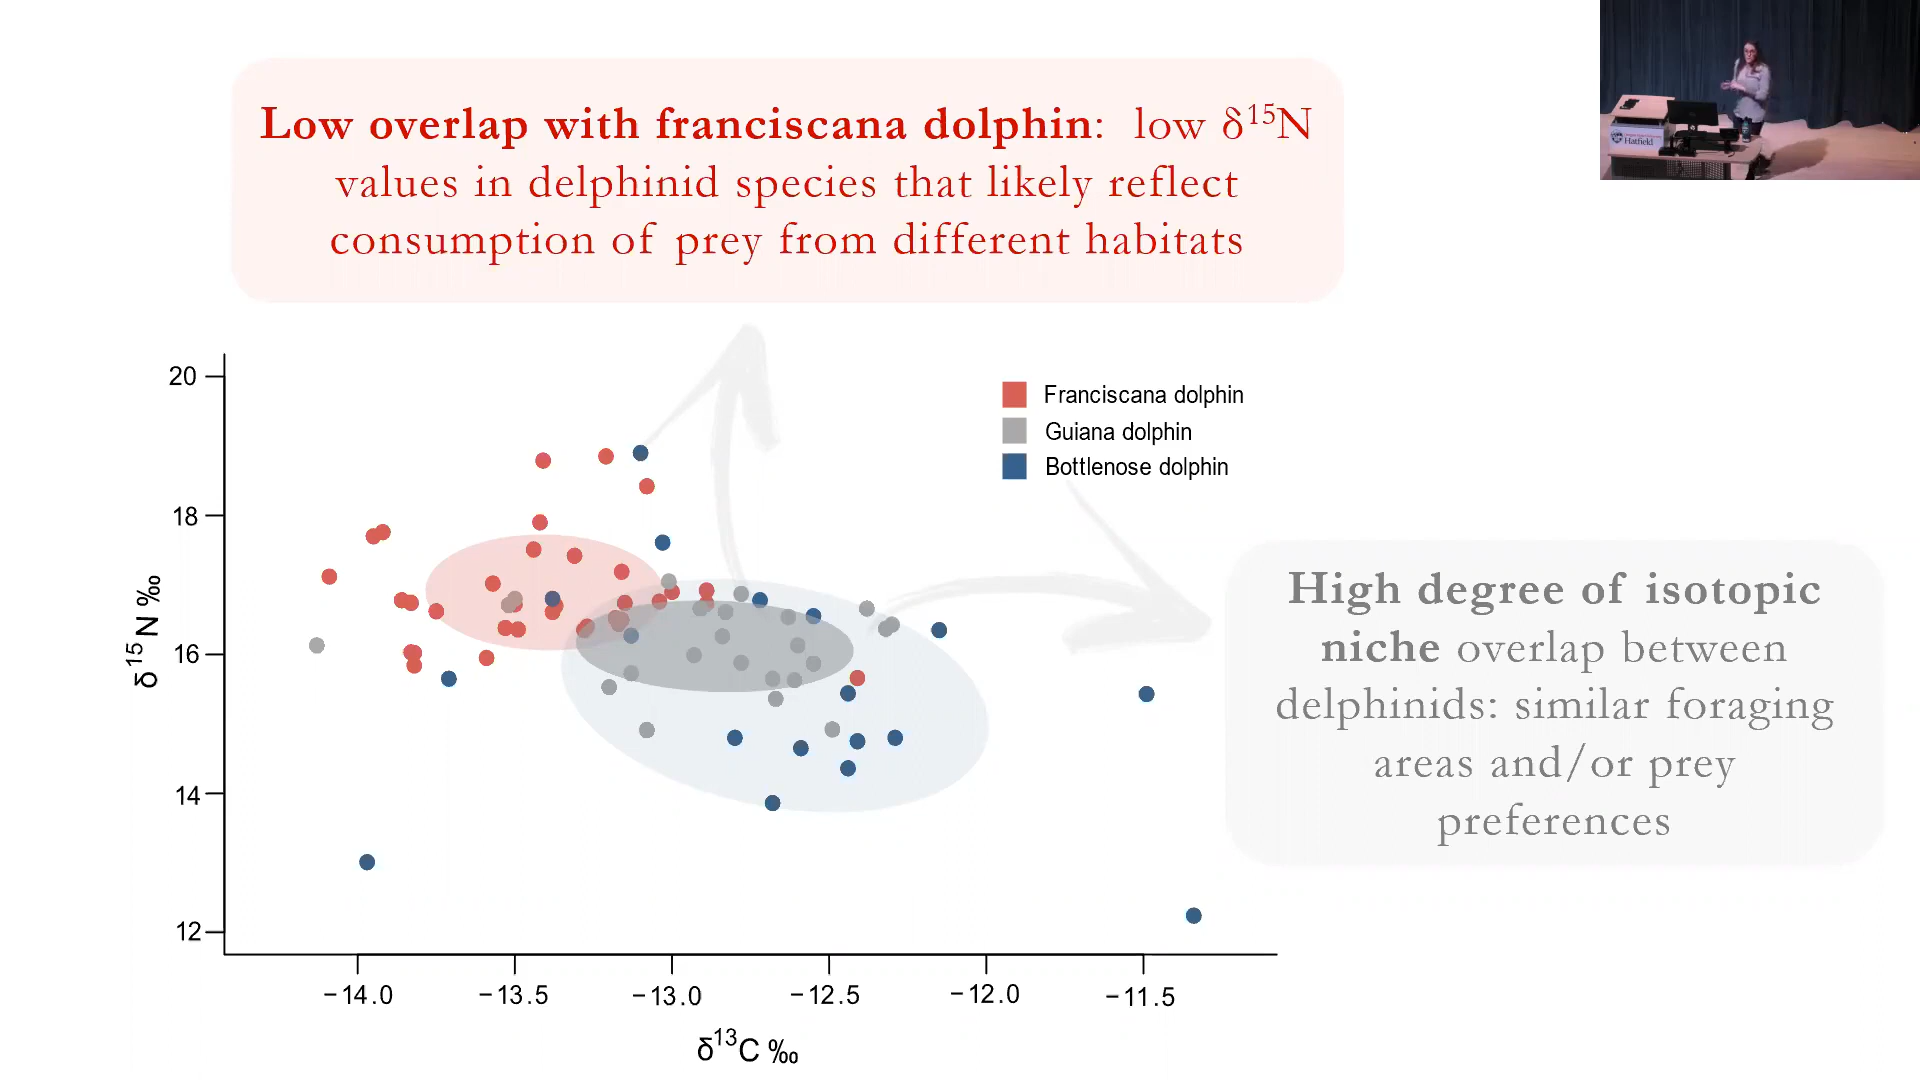 Low overlap with franciscana dolphin: low δ¹⁵N
values in delphinid species that likely reflect
consumption of prey from different habitats
Hatfield
20
18
16
14
12
δ¹⁵N ‰
Franciscana dolphin
Guiana dolphin
Bottlenose dolphin
High degree of isotopic
niche overlap between
delphinids: similar foraging
areas and/or prey
preferences
−14.0 −13.5 −13.0 −12.5 −12.0 −11.5
δ¹³C ‰